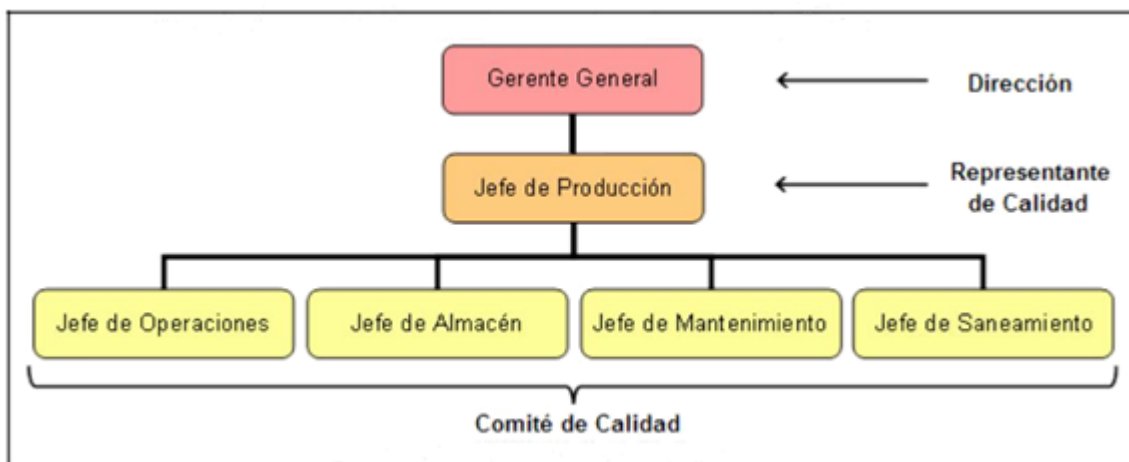 Gerente General
Dirección
Jefe de Producción
Representante
de Calidad
Jefe de Operaciones
Jefe de Almacén
Jefe de Mantenimiento
Jefe de Saneamiento
Comité de Calidad